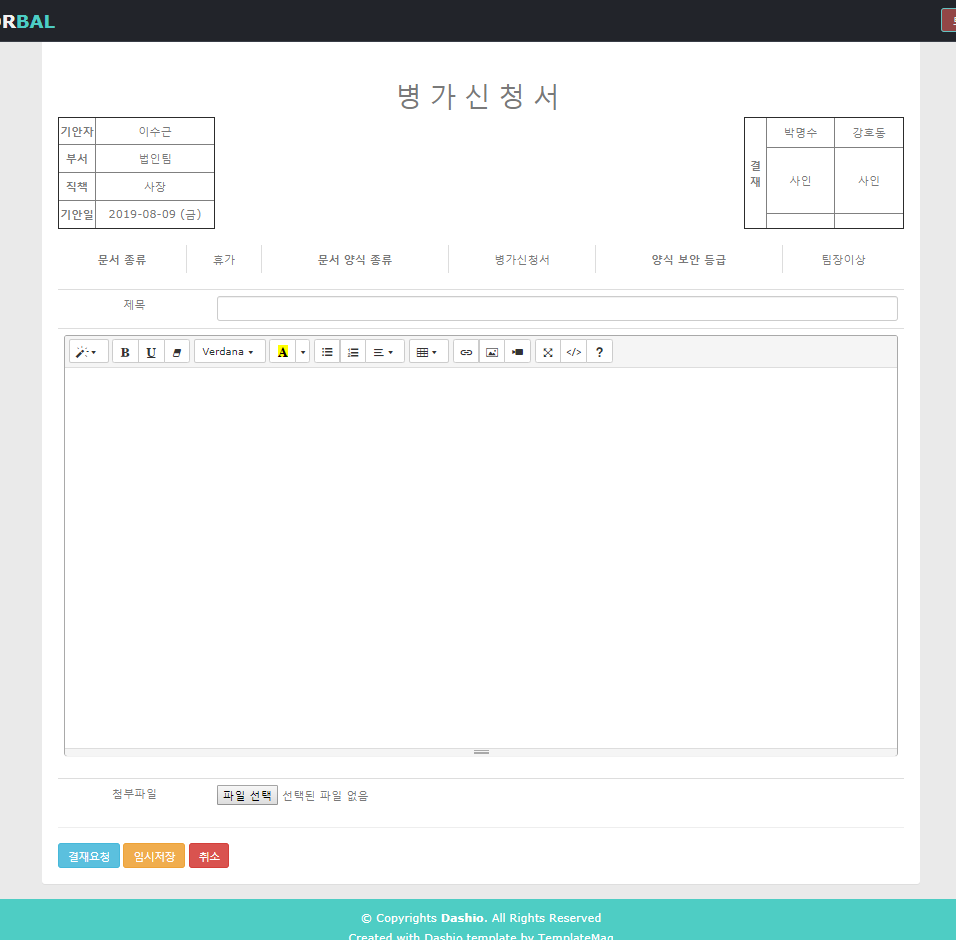 RBAL
병 가 신 청 서
기안자 이수근
부서 법인팀
직책 사장
기안일 2019-08-09 (금)
결재 박명수 강호동
사인 사인
문서 종류 휴가 문서 양식 종류 병가신청서 양식 보안 등급 팀장이상
제목
B U Verdana A </> ?
첨부파일 파일 선택 선택된 파일 없음
결재요청 임시저장 취소
© Copyrights Dashio. All Rights Reserved
Created with Dashio template by TemplateMag